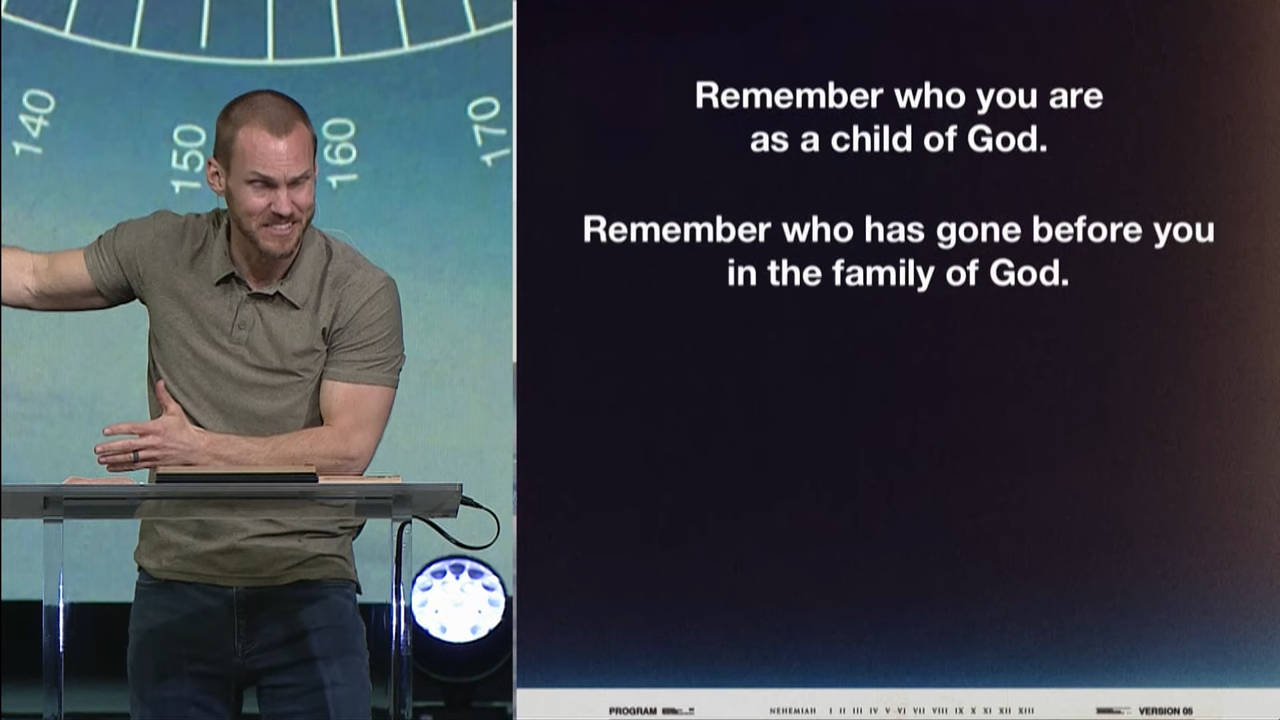 140
150
160
170
Remember who you are
as a child of God.
Remember who has gone before you
in the family of God.
PROGRAM
NEHEMIAH I II III IV V VI VII VIII IX X XI XII XIII
VERSION 05